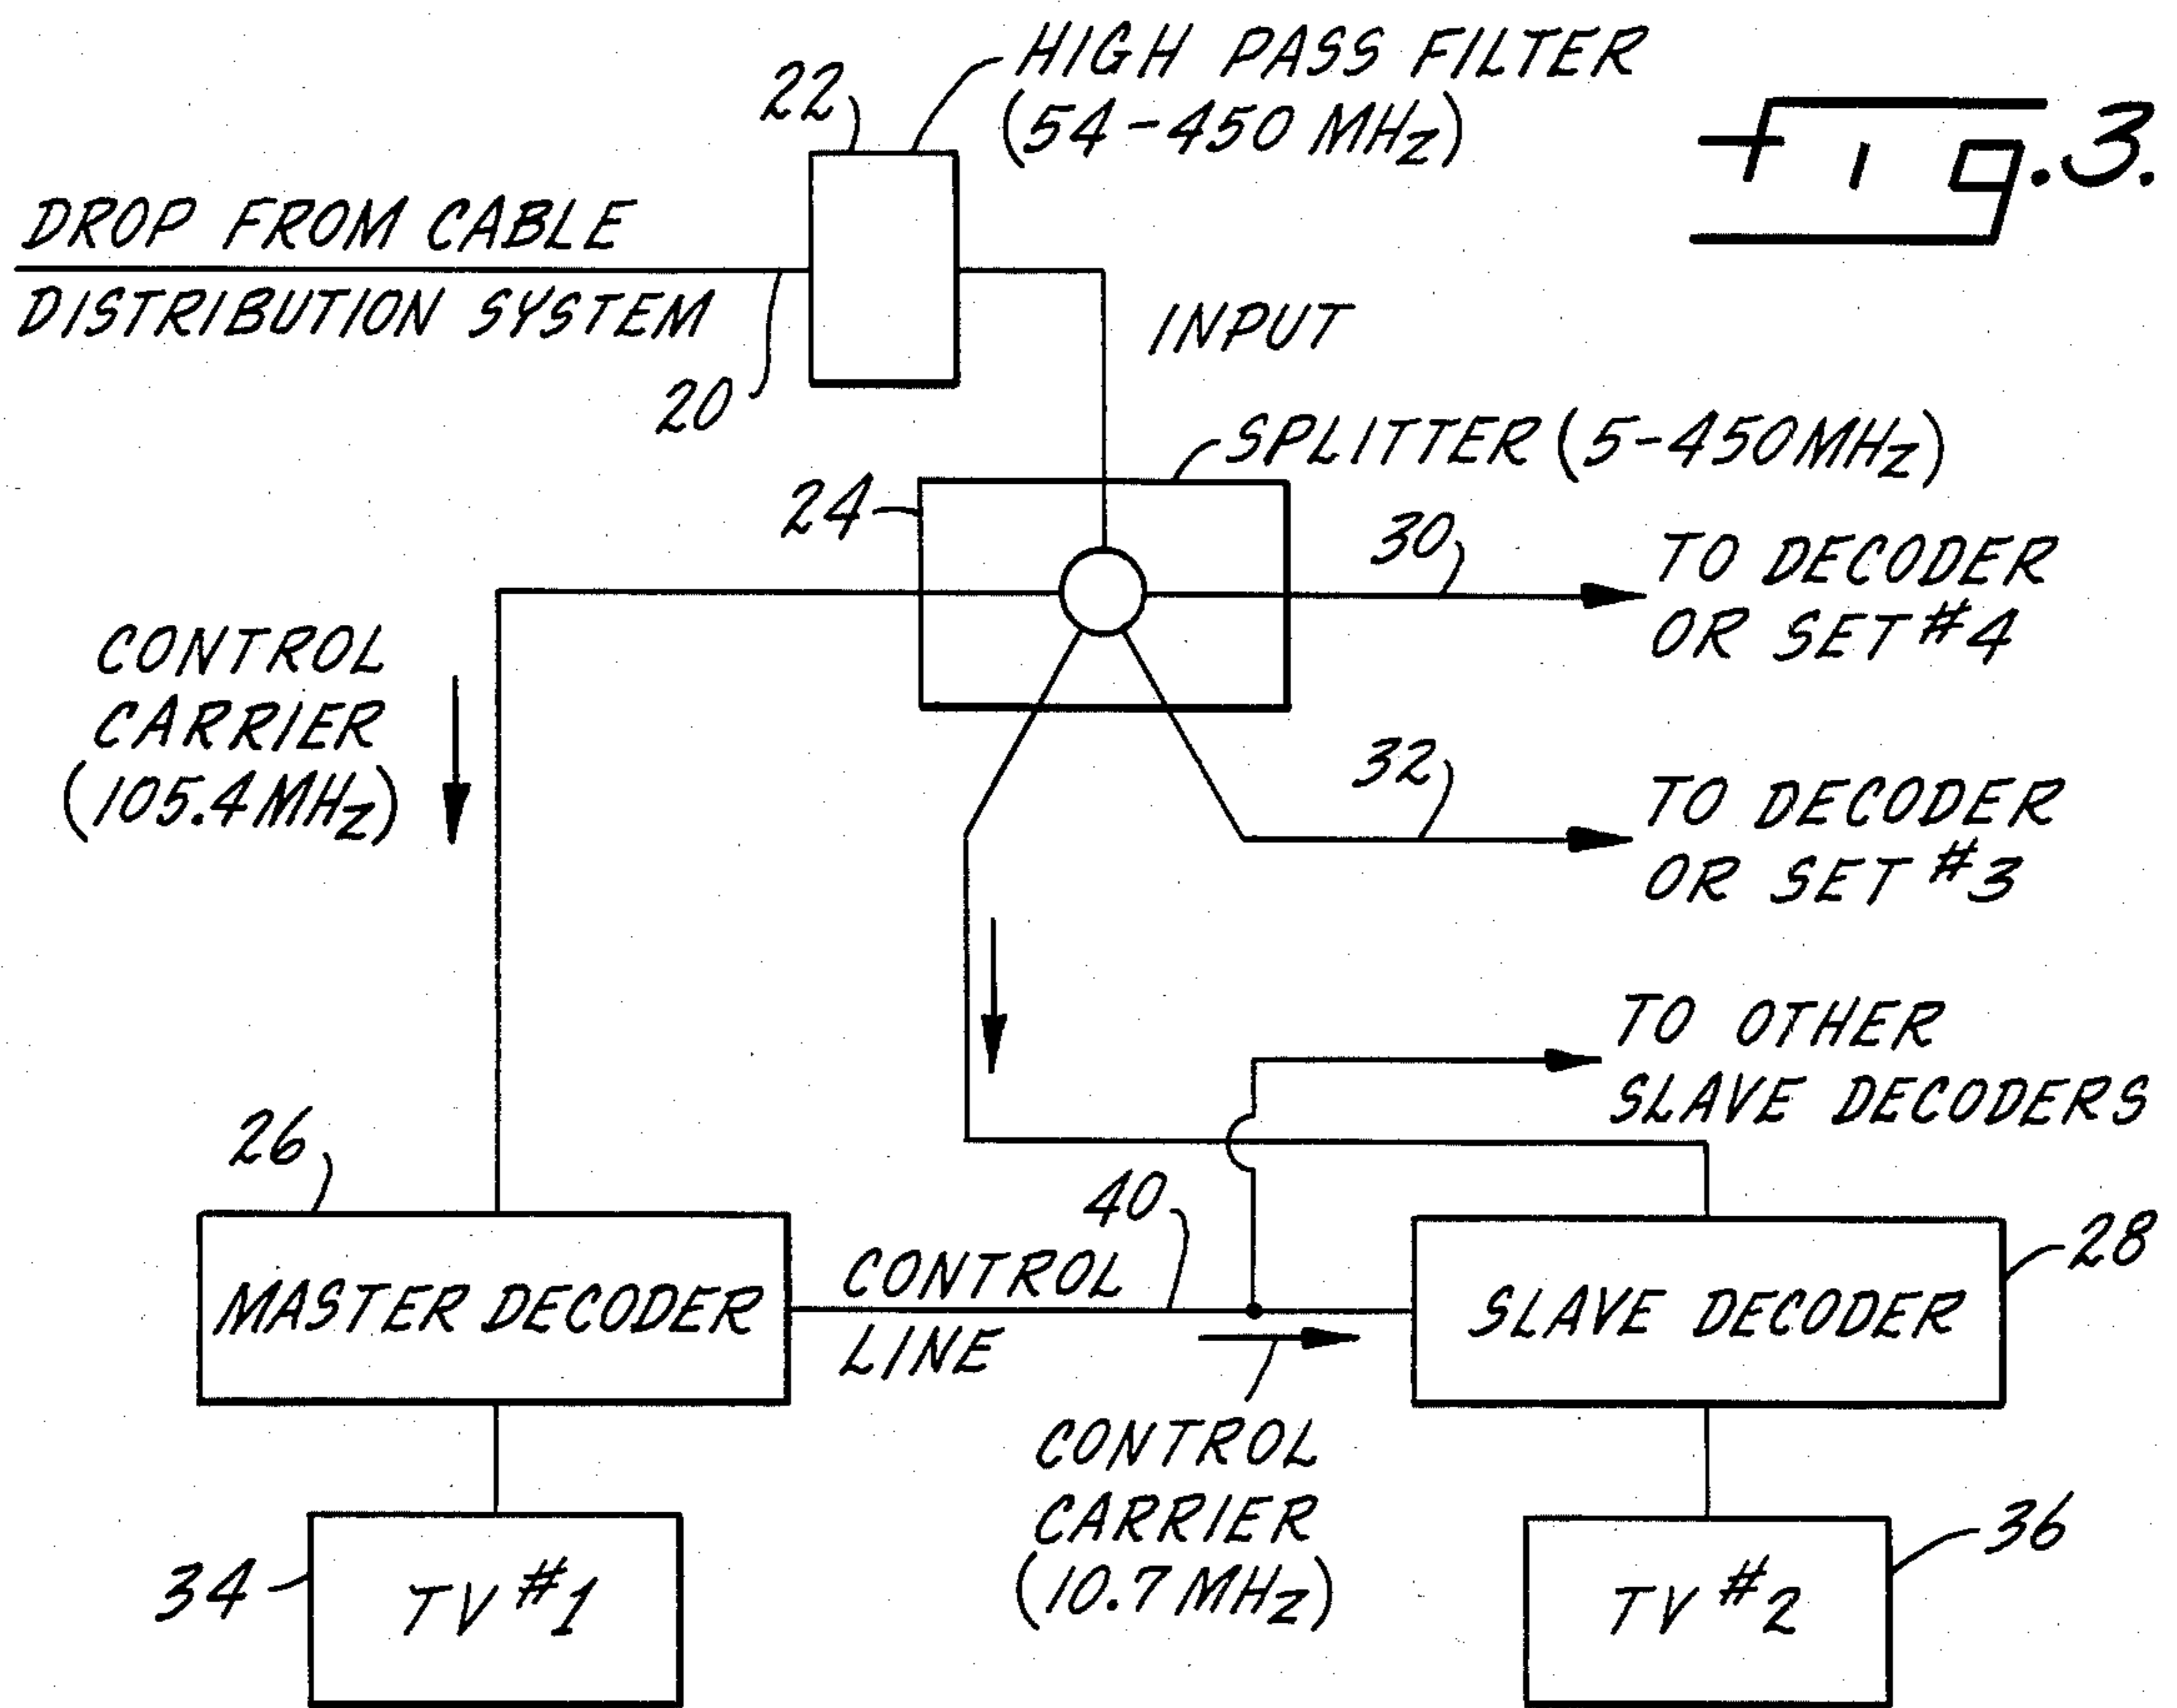 HIGH PASS FILTER
(54-450 MHz)
22
Fig. 3.
DROP FROM CABLE
DISTRIBUTION SYSTEM
20
INPUT
SPLITTER (5-450MHz)
24
30
TO DECODER
OR SET #4
CONTROL
CARRIER
(105.4MHz)
32
TO DECODER
OR SET #3
TO OTHER
SLAVE DECODERS
26
40
28
MASTER DECODER
CONTROL
LINE
SLAVE DECODER
CONTROL
CARRIER
(10.7MHz)
34
TV #1
36
TV #2